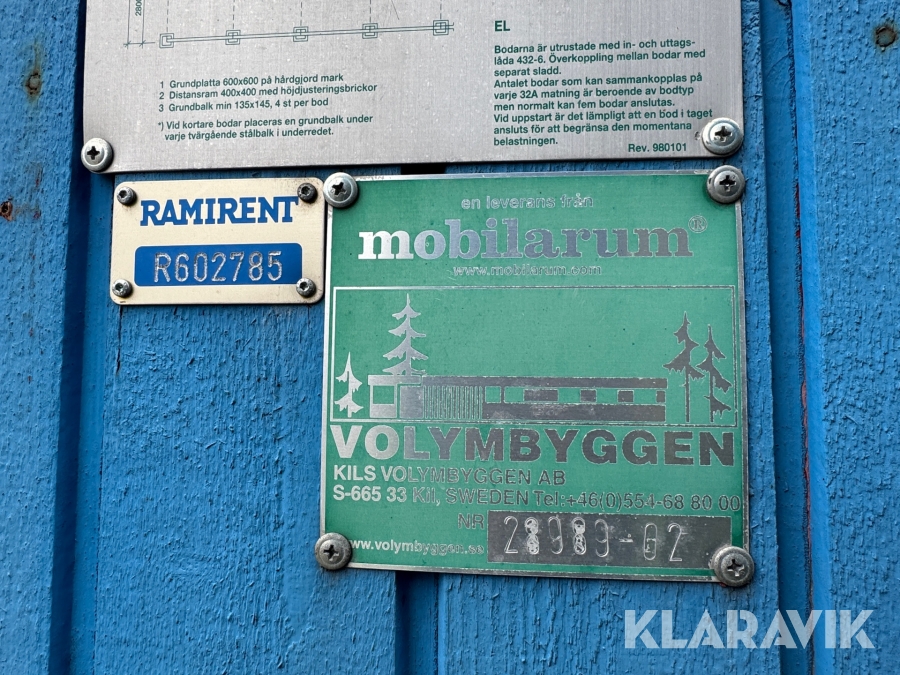 1 Grundplatta 600x600 på hårdgjord mark
2 Distansram 400x400 med höjdjusteringsbrickor
3 Grundbalk min 135x145, 4 st per bod
*) Vid kortare bodar placeras en grundbalk under
varje tvärgående stålbalk i underredet.
EL
Bodarna är utrustade med in- och uttags-
låda 432-6. Överkoppling mellan bodar med
separat sladd.
Antalet bodar som kan sammankopplas på
varje 32A matning är beroende av bodtyp
men normalt kan fem bodar anslutas.
Vid uppstart är det lämpligt att en bod i taget
ansluts för att begränsa den momentana
belastningen.
Rev. 980101
RAMIRENT
R602785
en leverans från
mobilarum®
www.mobilarum.com
VOLYMBYGGEN
KILS VOLYMBYGGEN AB
S-665 33 Kil, SWEDEN Tel:+46(0)554-68 80 00
NR
www.volymbyggen.se
KLARAVIK